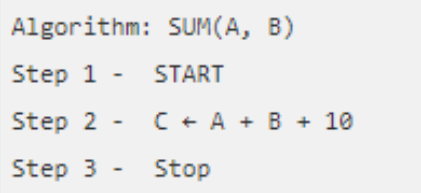 Algorithm: SUM(A, B)
Step 1 - START
Step 2 - C ← A + B + 10
Step 3 - Stop